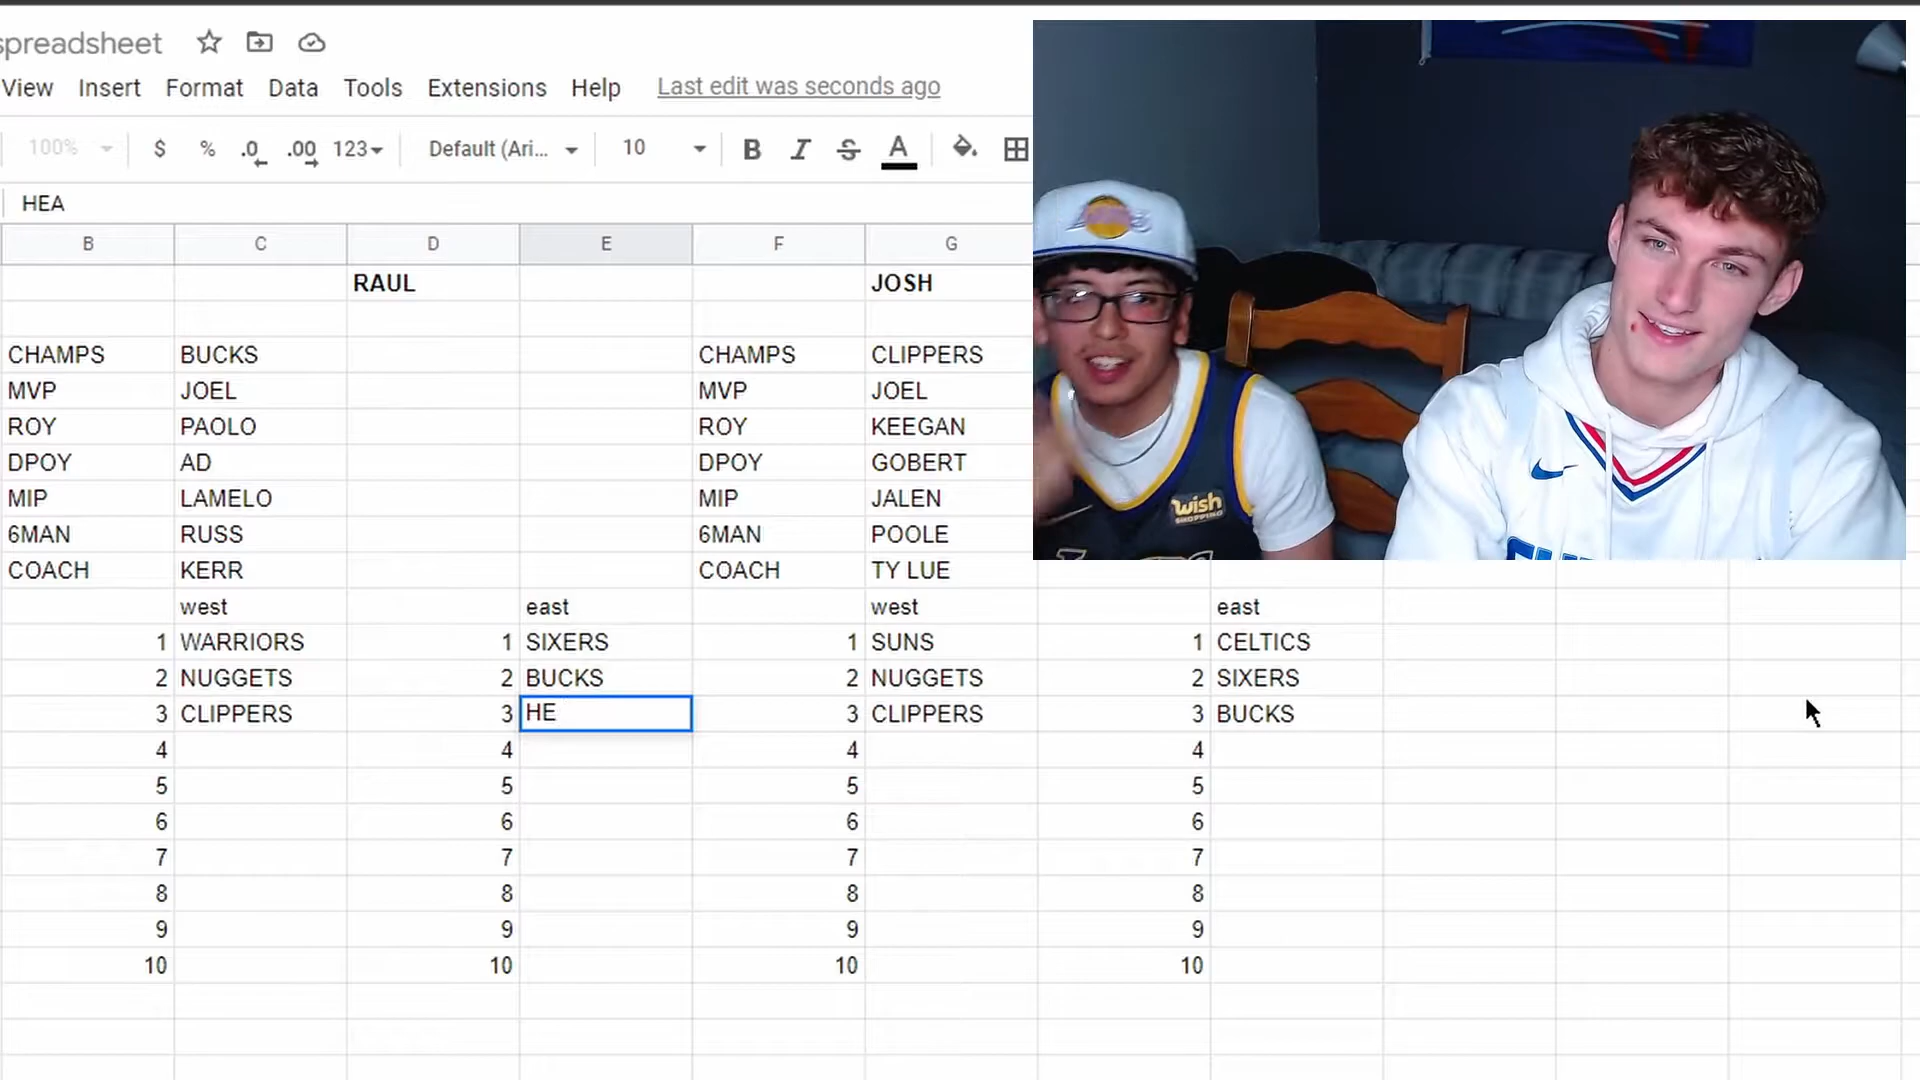 spreadsheet
View Insert Format Data Tools Extensions Help Last edit was seconds ago
100% $ % .0 .00 123 Default (Ari... 10 B I S A
HEA
B C D E F G
RAUL JOSH
CHAMPS BUCKS CHAMPS CLIPPERS
MVP JOEL MVP JOEL
ROY PAOLO ROY KEEGAN
DPOY AD DPOY GOBERT
MIP LAMELO MIP JALEN
6MAN RUSS 6MAN POOLE
COACH KERR COACH TY LUE
west east west east
1 WARRIORS 1 SIXERS 1 SUNS 1 CELTICS
2 NUGGETS 2 BUCKS 2 NUGGETS 2 SIXERS
3 CLIPPERS 3 HE 3 CLIPPERS 3 BUCKS
4 4 4 4
5 5 5 5
6 6 6 6
7 7 7 7
8 8 8 8
9 9 9 9
10 10 10 10
wish
SHOPPING